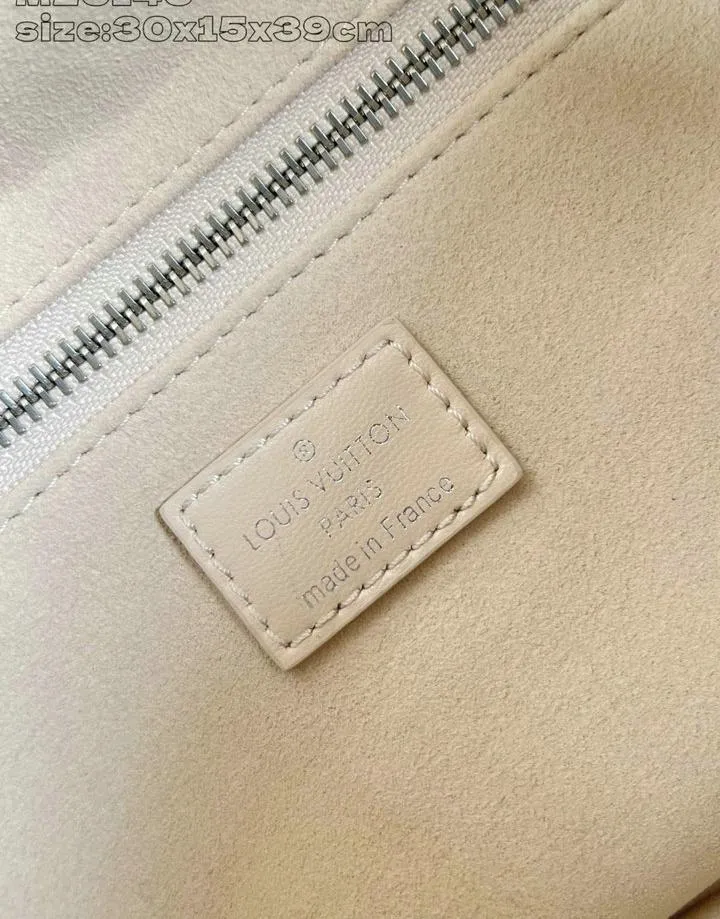 size:30x15x39cm
LOUIS VUITTON
PARIS
made in France